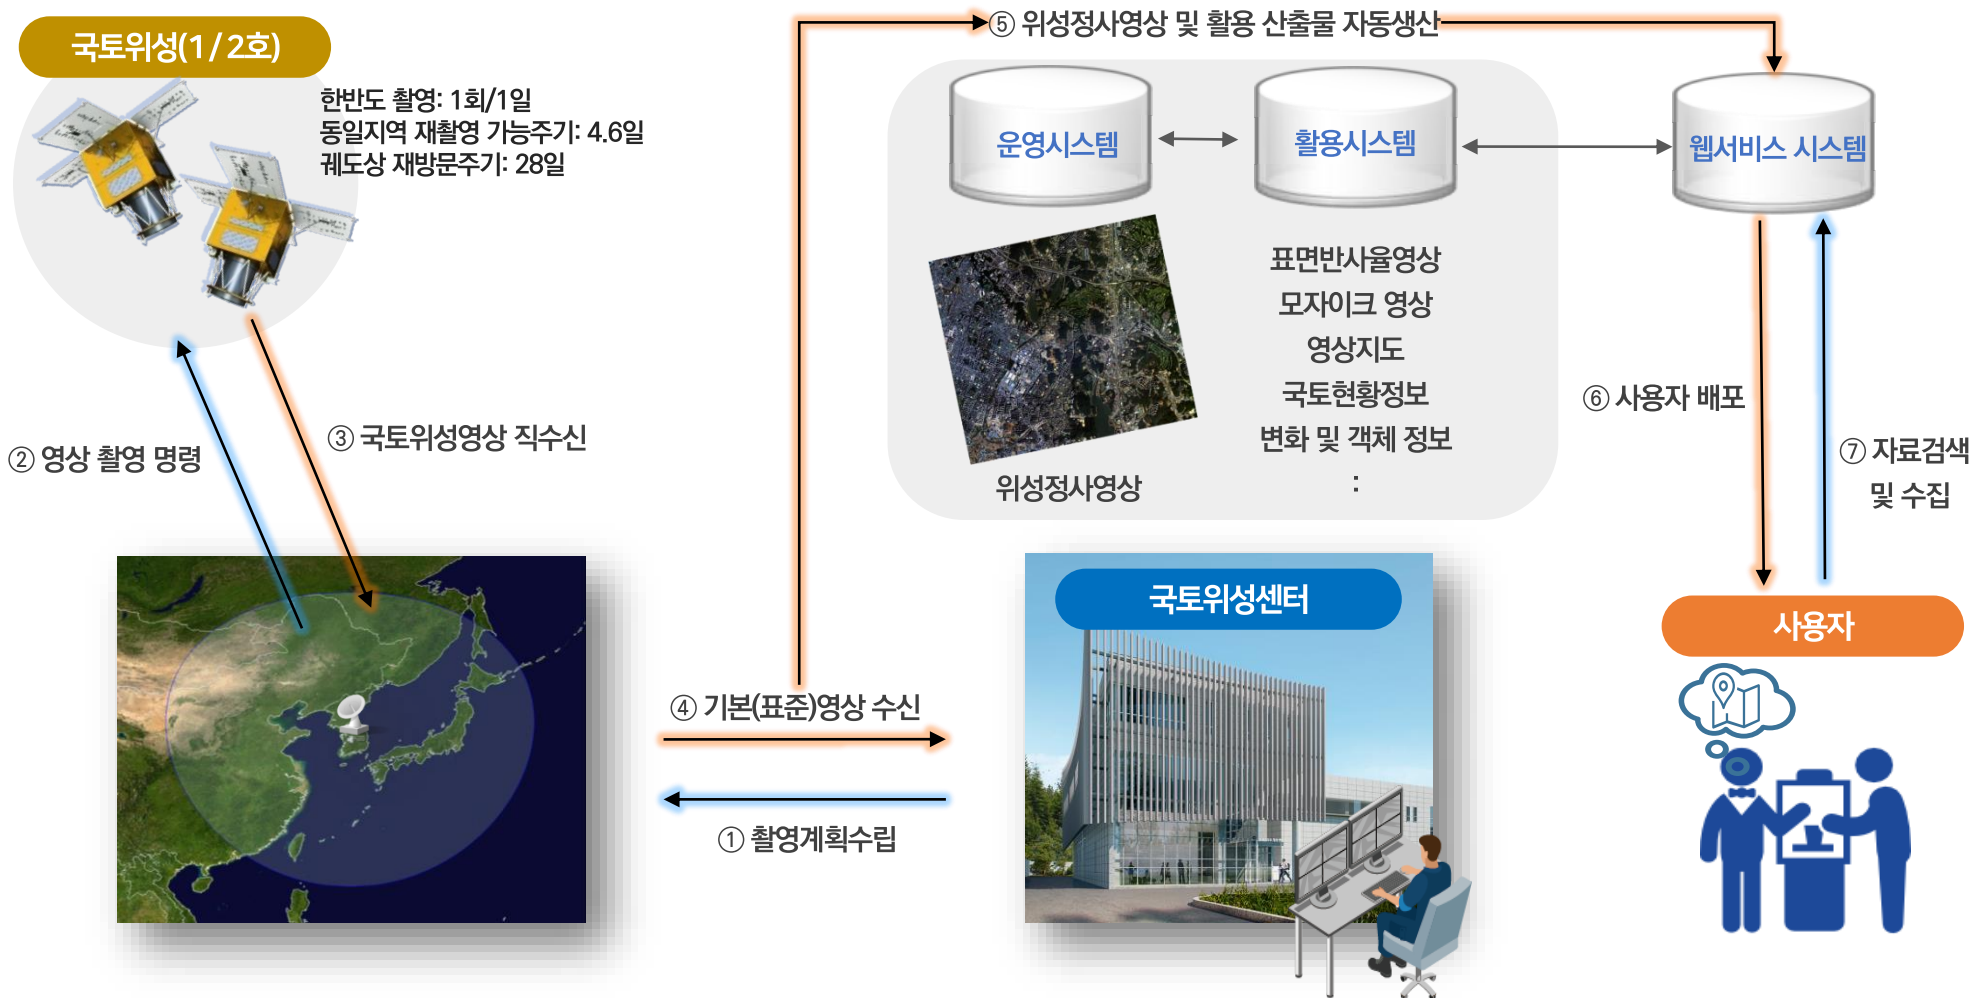 국토위성(1/2호)
한반도 촬영: 1회/1일
동일지역 재촬영 가능주기: 4.6일
궤도상 재방문주기: 28일
② 영상 촬영 명령
③ 국토위성영상 직수신
④ 기본(표준)영상 수신
① 촬영계획수립
⑤ 위성정사영상 및 활용 산출물 자동생산
운영시스템
활용시스템
웹서비스 시스템
위성정사영상
표면반사율영상
모자이크 영상
영상지도
국토현황정보
변화 및 객체 정보
:
국토위성센터
⑥ 사용자 배포
⑦ 자료검색
및 수집
사용자